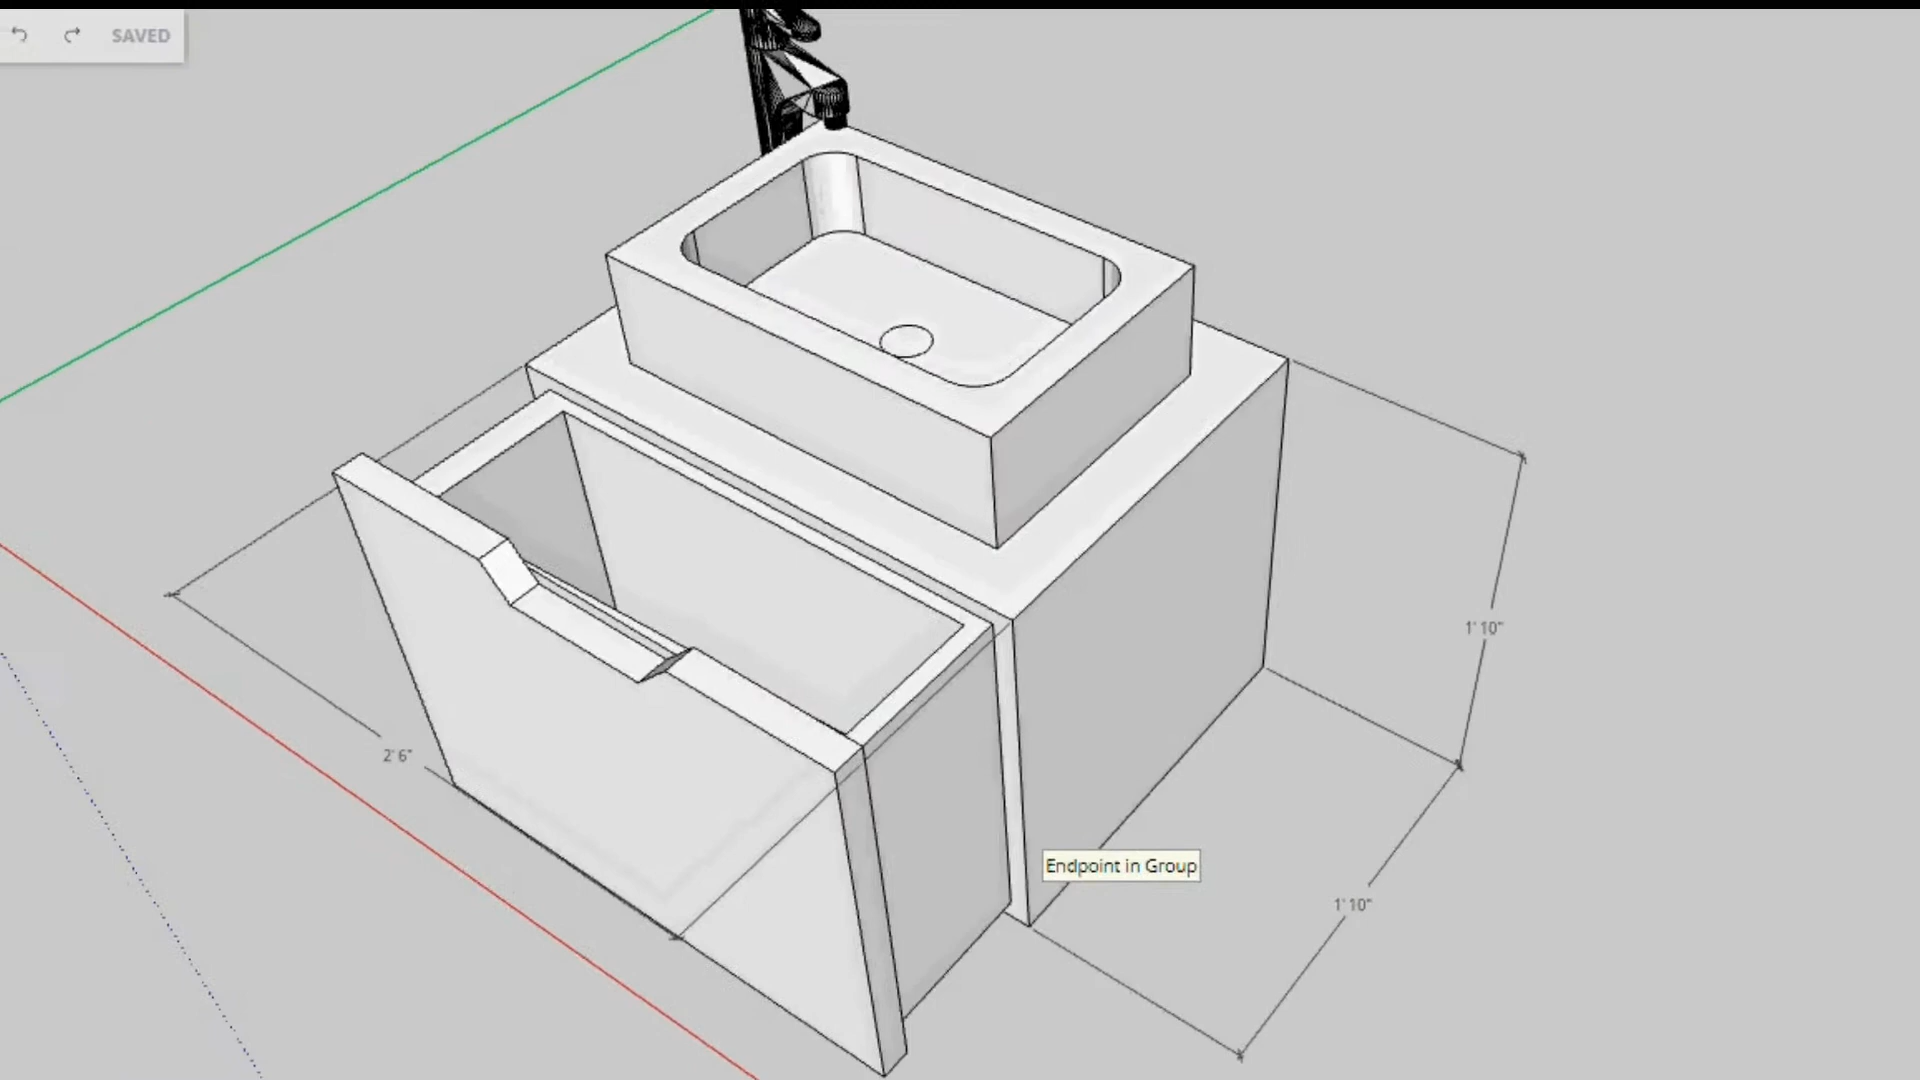 SAVED
1' 10"
2' 6"
Endpoint in Group
1' 10"